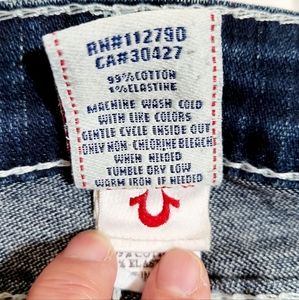 RN#112790
CA#30427
99%COTTON
1%ELASTINE
MACHINE WASH COLD
WITH LIKE COLORS
GENTLE CYCLE INSIDE OUT
ONLY NON-CHLORINE BLEACH
WHEN NEEDED
TUMBLE DRY LOW
WARM IRON IF NEEDED